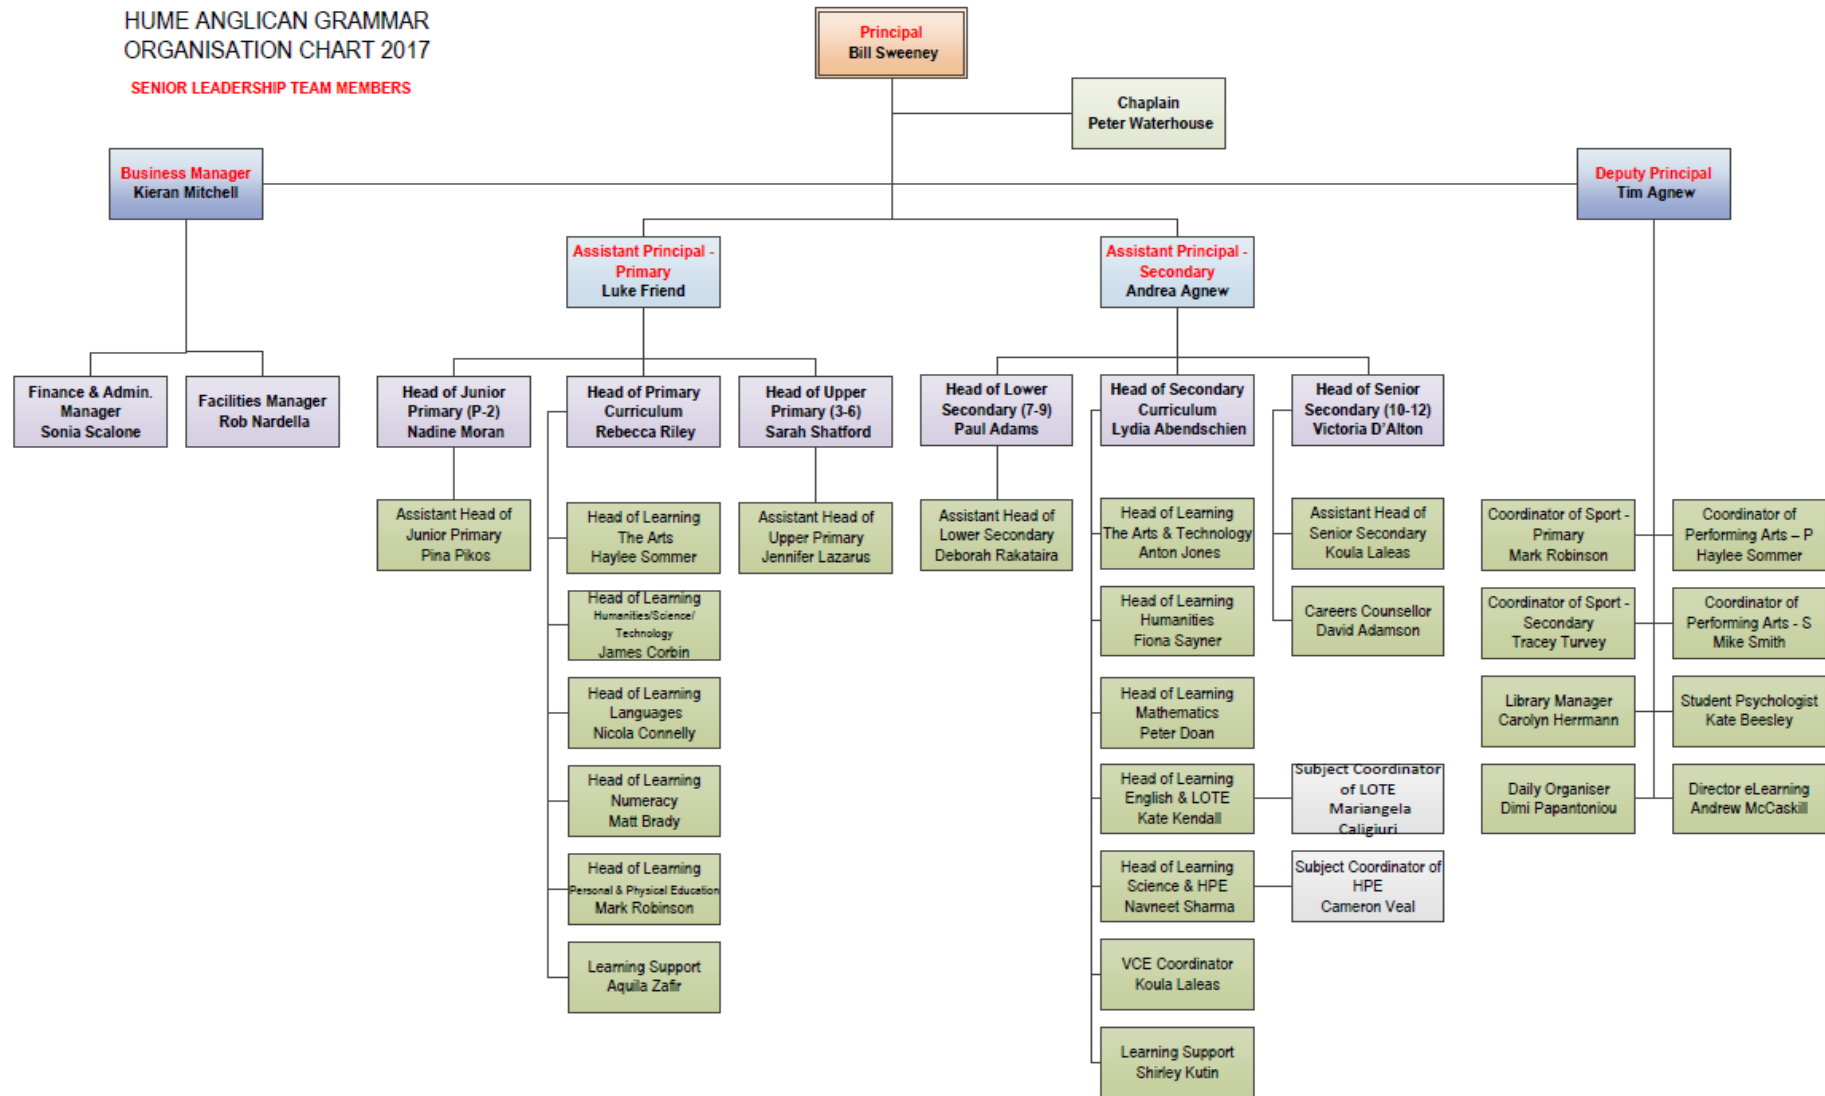 HUME ANGLICAN GRAMMAR
ORGANISATION CHART 2017
SENIOR LEADERSHIP TEAM MEMBERS
Principal
Bill Sweeney
Chaplain
Peter Waterhouse
Business Manager
Kieran Mitchell
Deputy Principal
Tim Agnew
Assistant Principal -
Primary
Luke Friend
Assistant Principal -
Secondary
Andrea Agnew
Finance & Admin.
Manager
Sonia Scalone
Facilities Manager
Rob Nardella
Head of Junior
Primary (P-2)
Nadine Moran
Head of Primary
Curriculum
Rebecca Riley
Head of Upper
Primary (3-6)
Sarah Shatford
Head of Lower
Secondary (7-9)
Paul Adams
Head of Secondary
Curriculum
Lydia Abendschien
Head of Senior
Secondary (10-12)
Victoria D'Alton
Assistant Head of
Junior Primary
Pina Pikos
Head of Learning
The Arts
Haylee Sommer
Assistant Head of
Upper Primary
Jennifer Lazarus
Assistant Head of
Lower Secondary
Deborah Rakataira
Head of Learning
The Arts & Technology
Anton Jones
Assistant Head of
Senior Secondary
Koula Laleas
Coordinator of Sport -
Primary
Mark Robinson
Coordinator of
Performing Arts – P
Haylee Sommer
Head of Learning
Humanities/Science/
Technology
James Corbin
Head of Learning
Humanities
Fiona Sayner
Careers Counsellor
David Adamson
Coordinator of Sport -
Secondary
Tracey Turvey
Coordinator of
Performing Arts - S
Mike Smith
Head of Learning
Languages
Nicola Connelly
Head of Learning
Mathematics
Peter Doan
Library Manager
Carolyn Herrmann
Student Psychologist
Kate Beesley
Head of Learning
Numeracy
Matt Brady
Head of Learning
English & LOTE
Kate Kendall
Subject Coordinator
of LOTE
Mariangela
Caligiuri
Daily Organiser
Dimi Papantoniou
Director eLearning
Andrew McCaskill
Head of Learning
Personal & Physical Education
Mark Robinson
Head of Learning
Science & HPE
Navneet Sharma
Subject Coordinator of
HPE
Cameron Veal
Learning Support
Aquila Zafir
VCE Coordinator
Koula Laleas
Learning Support
Shirley Kutin